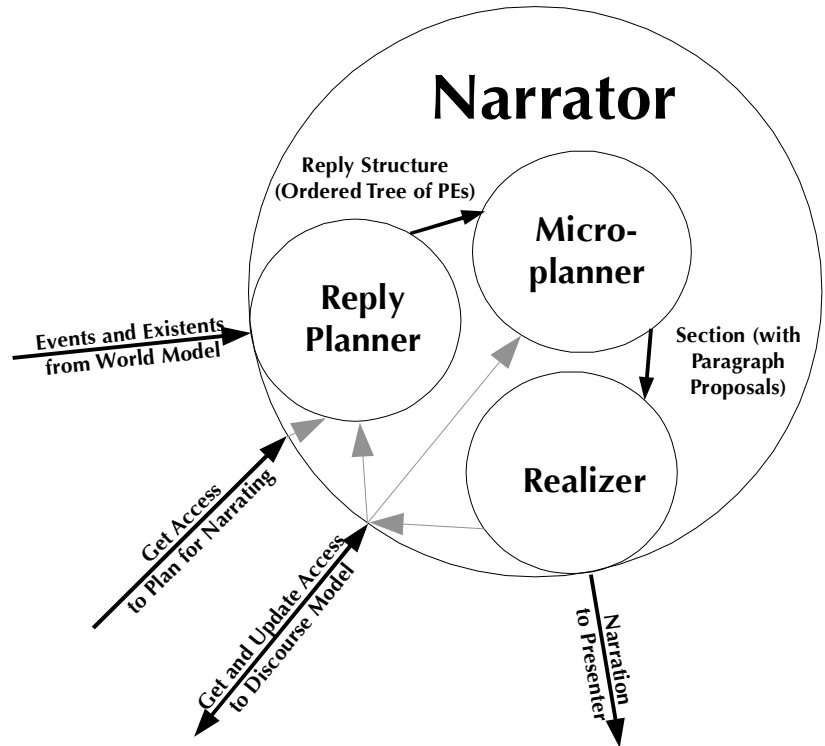 Narrator
Reply Structure
(Ordered Tree of PEs)
Micro-
planner
Reply
Planner
Events and Existents
from World Model
Section (with
Paragraph
Proposals)
Realizer
Get Access
to Plan for Narrating
Get and Update Access
to Discourse Model
Narration
to Presenter